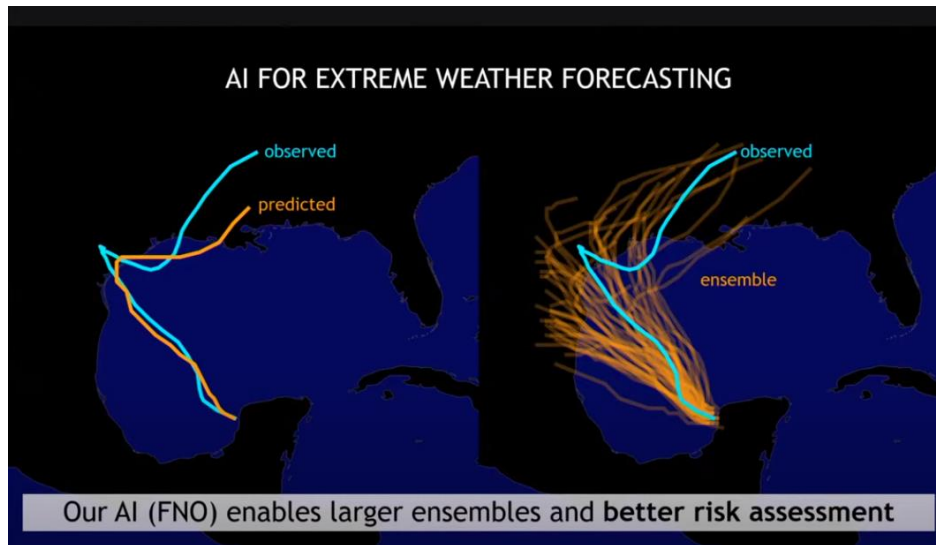 AI FOR EXTREME WEATHER FORECASTING
observed
predicted
observed
ensemble
Our AI (FNO) enables larger ensembles and better risk assessment